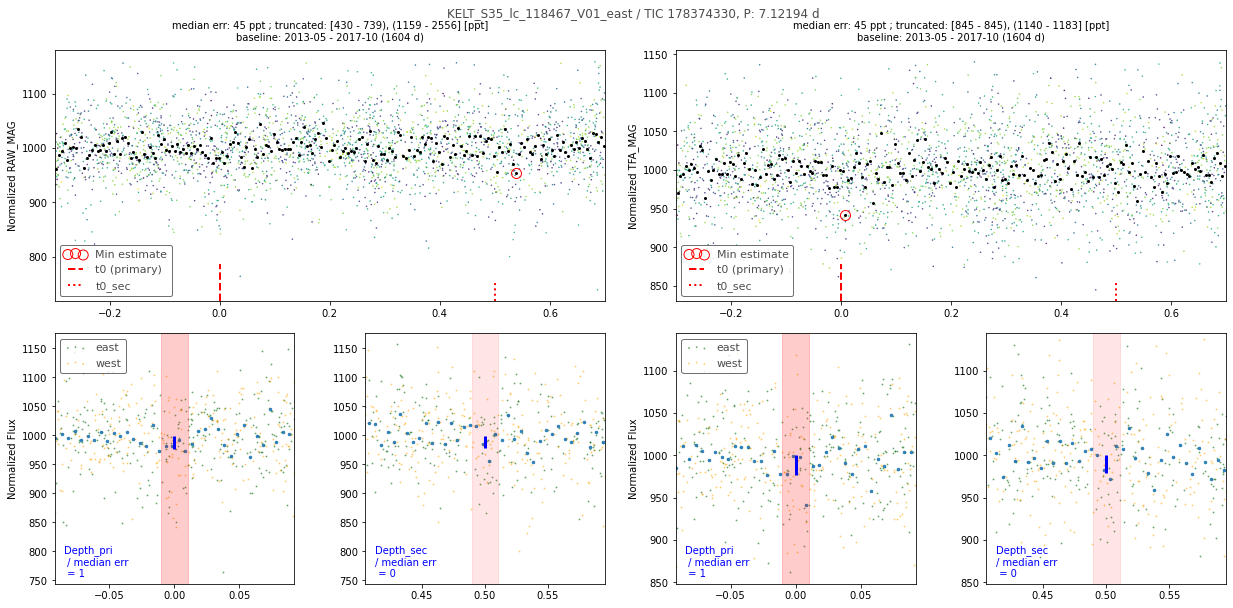 KELT_S35_lc_118467_V01_east / TIC 178374330, P: 7.12194 d
median err: 45 ppt ; truncated: [430 - 739), (1159 - 2556] [ppt]
baseline: 2013-05 - 2017-10 (1604 d)
median err: 45 ppt ; truncated: [845 - 845), (1140 - 1183] [ppt]
baseline: 2013-05 - 2017-10 (1604 d)
Normalized RAW_MAG
1100
1000
900
800
Min estimate
t0 (primary)
t0_sec
−0.2
0.0
0.2
0.4
0.6
Normalized TFA_MAG
1150
1100
1050
1000
950
900
850
Min estimate
t0 (primary)
t0_sec
−0.2
0.0
0.2
0.4
0.6
Normalized Flux
1150
1100
1050
1000
950
900
850
800
750
east
west
Depth_pri
/ median err
= 1
−0.05
0.00
0.05
1150
1100
1050
1000
950
900
850
800
750
Depth_sec
/ median err
= 0
0.45
0.50
0.55
Normalized Flux
1100
1050
1000
950
900
850
east
west
Depth_pri
/ median err
= 1
−0.05
0.00
0.05
1100
1050
1000
950
900
850
Depth_sec
/ median err
= 0
0.45
0.50
0.55